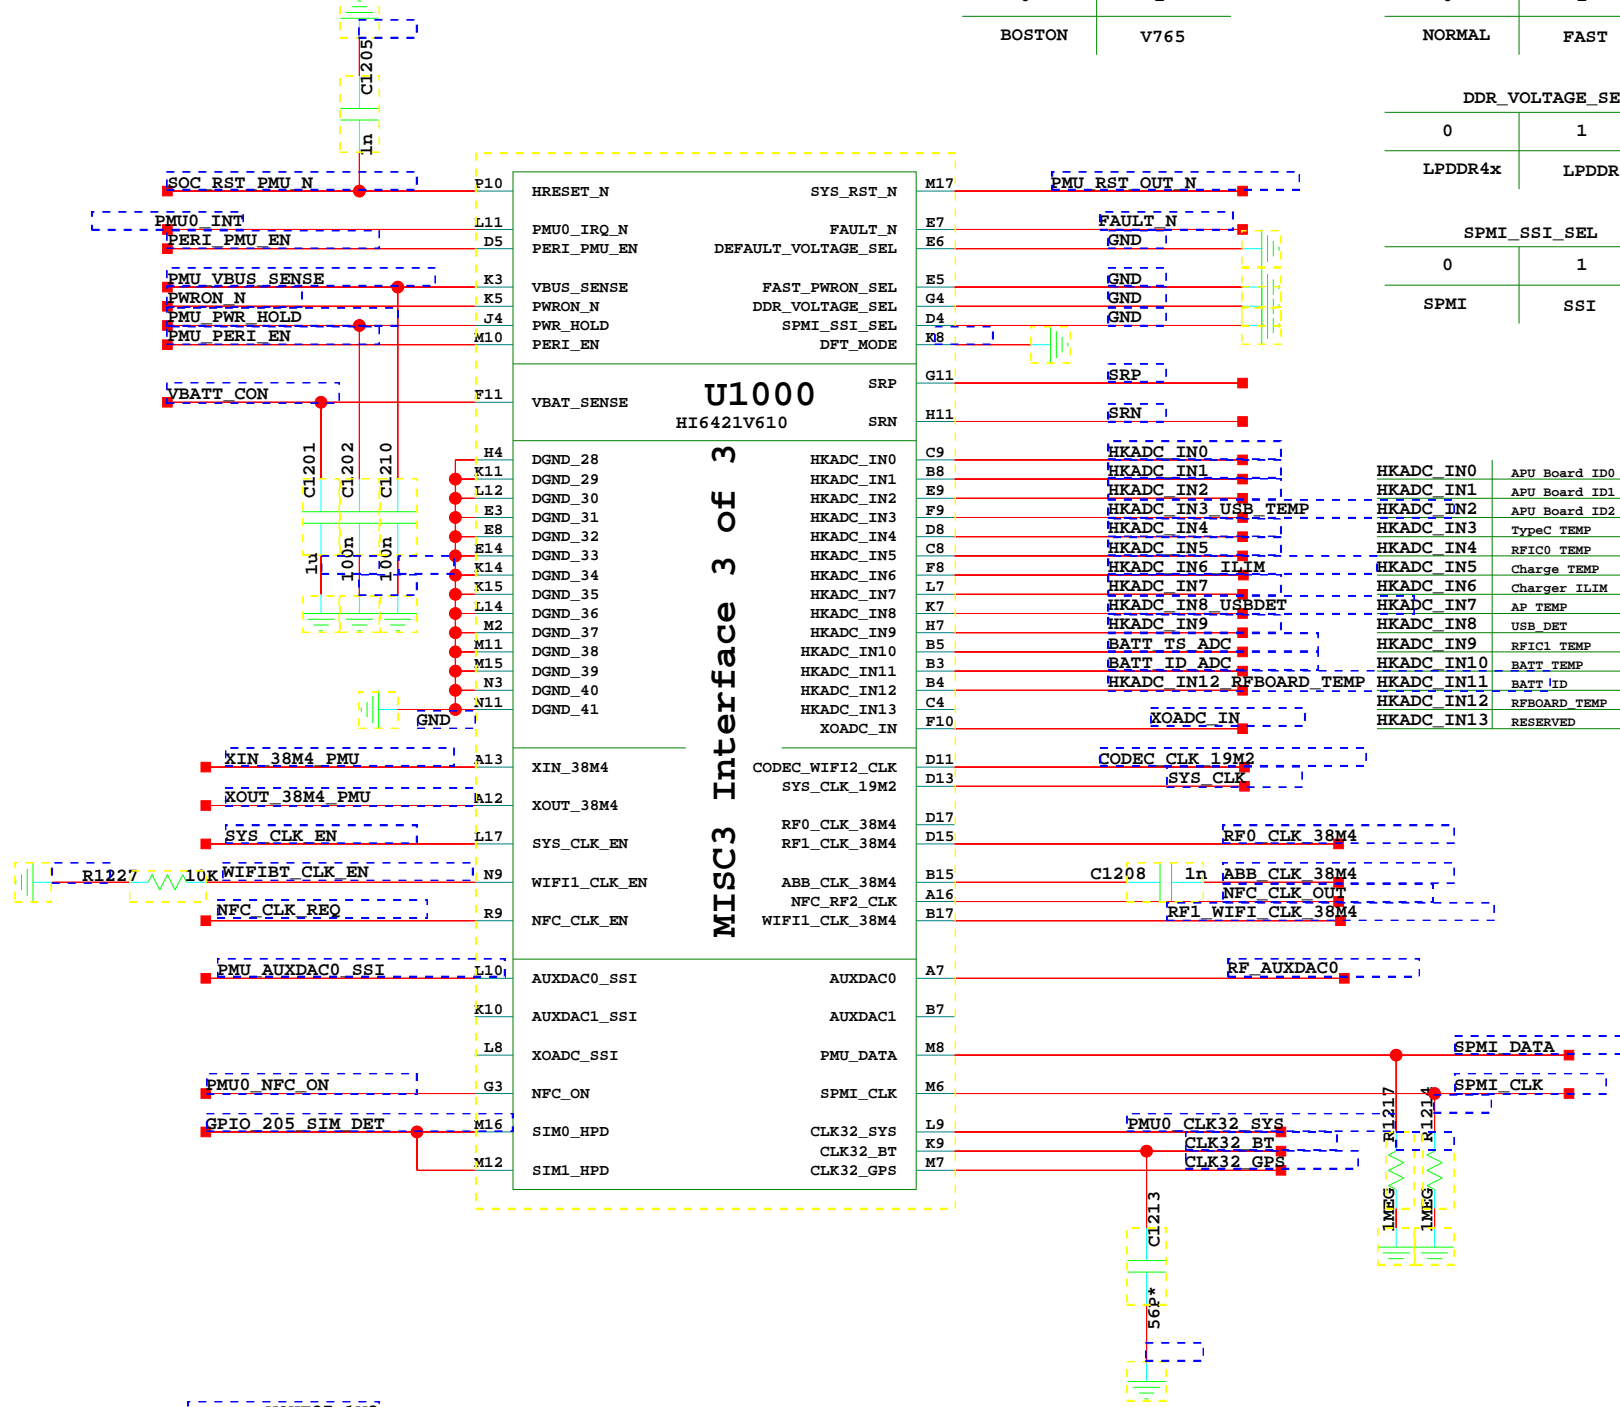 BOSTON V765
NORMAL FAST
DDR_VOLTAGE_SE
0 1
LPDDR4x LPDDR
SPMI_SSI_SEL
0 1
SPMI SSI
C1205
1n
SOC_RST_PMU_N P10 HRESET_N
PMU0_INT L11 PMU0_IRQ_N
PERI_PMU_EN D5 PERI_PMU_EN
PMU_VBUS_SENSE K3 VBUS_SENSE
PWRON_N K5 PWRON_N
PMU_PWR_HOLD J4 PWR_HOLD
PMU_PERI_EN M10 PERI_EN
VBATT_CON F11 VBAT_SENSE
SYS_RST_N M17 PMU_RST_OUT_N
FAULT_N E7 FAULT_N
DEFAULT_VOLTAGE_SEL E6 GND
FAST_PWRON_SEL E5 GND
DDR_VOLTAGE_SEL G4 GND
SPMI_SSI_SEL D4 GND
DFT_MODE K8
SRP G11 SRP
SRN H11 SRN
U1000
HI6421V610
MISC3 Interface 3 of 3
C1201
1u
C1202
100n
C1210
100n
H4 DGND_28
K11 DGND_29
L12 DGND_30
E3 DGND_31
E8 DGND_32
E14 DGND_33
K14 DGND_34
K15 DGND_35
L14 DGND_36
M2 DGND_37
M11 DGND_38
M15 DGND_39
N3 DGND_40
N11 DGND_41
GND
HKADC_IN0 C9 HKADC_IN0
HKADC_IN1 B8 HKADC_IN1
HKADC_IN2 E9 HKADC_IN2
HKADC_IN3 F9 HKADC_IN3_USB_TEMP
HKADC_IN4 D8 HKADC_IN4
HKADC_IN5 C8 HKADC_IN5
HKADC_IN6 F8 HKADC_IN6_ILIM
HKADC_IN7 L7 HKADC_IN7
HKADC_IN8 K7 HKADC_IN8_USBDET
HKADC_IN9 H7 HKADC_IN9
HKADC_IN10 B5 BATT_TS_ADC
HKADC_IN11 B3 BATT_ID_ADC
HKADC_IN12 B4 HKADC_IN12_RFBOARD_TEMP
HKADC_IN13 C4
XOADC_IN F10 XOADC_IN
HKADC_IN0 APU Board ID0
HKADC_IN1 APU Board ID1
HKADC_IN2 APU Board ID2
HKADC_IN3 TypeC TEMP
HKADC_IN4 RFIC0 TEMP
HKADC_IN5 Charge TEMP
HKADC_IN6 Charger ILIM
HKADC_IN7 AP TEMP
HKADC_IN8 USB_DET
HKADC_IN9 RFIC1 TEMP
HKADC_IN10 BATT TEMP
HKADC_IN11 BATT ID
HKADC_IN12 RFBOARD_TEMP
HKADC_IN13 RESERVED
XIN_38M4_PMU A13 XIN_38M4
XOUT_38M4_PMU A12 XOUT_38M4
SYS_CLK_EN L17 SYS_CLK_EN
R1227 10K WIFIBT_CLK_EN N9 WIFI1_CLK_EN
NFC_CLK_REQ R9 NFC_CLK_EN
CODEC_WIFI2_CLK D11 CODEC_CLK_19M2
SYS_CLK_19M2 D13 SYS_CLK
RF0_CLK_38M4 D17
RF1_CLK_38M4 D15 RF0_CLK_38M4
ABB_CLK_38M4 B15 C1208 1n ABB_CLK_38M4
NFC_RF2_CLK A16 NFC_CLK_OUT
WIFI1_CLK_38M4 B17 RF1_WIFI_CLK_38M4
PMU_AUXDAC0_SSI L10 AUXDAC0_SSI
K10 AUXDAC1_SSI
L8 XOADC_SSI
PMU0_NFC_ON G3 NFC_ON
GPIO_205_SIM_DET M16 SIM0_HPD
M12 SIM1_HPD
AUXDAC0 A7 RF_AUXDAC0
AUXDAC1 B7
PMU_DATA M8 SPMI_DATA
SPMI_CLK M6 SPMI_CLK
CLK32_SYS L9 PMU0_CLK32_SYS
CLK32_BT K9 CLK32_BT
CLK32_GPS M7 CLK32_GPS
R1217
1MEG
R1214
1MEG
C1213
56P*